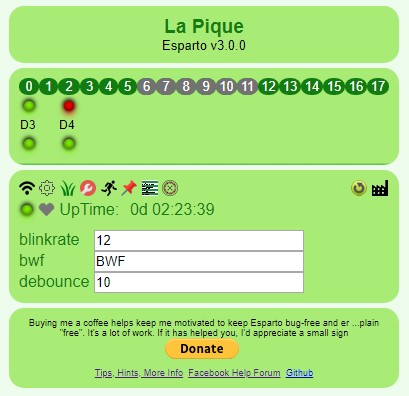 La Pique
Esparto v3.0.0
0 1 2 3 4 5 6 7 8 9 10 11 12 13 14 15 16 17
D3 D4
UpTime: 0d 02:23:39
blinkrate 12
bwf BWF
debounce 10
Buying me a coffee helps keep me motivated to keep Esparto bug-free and er ...plain
"free". It's a lot of work. If it has helped you, I'd appreciate a small sign
Donate
Tips, Hints, More Info Facebook Help Forum Github